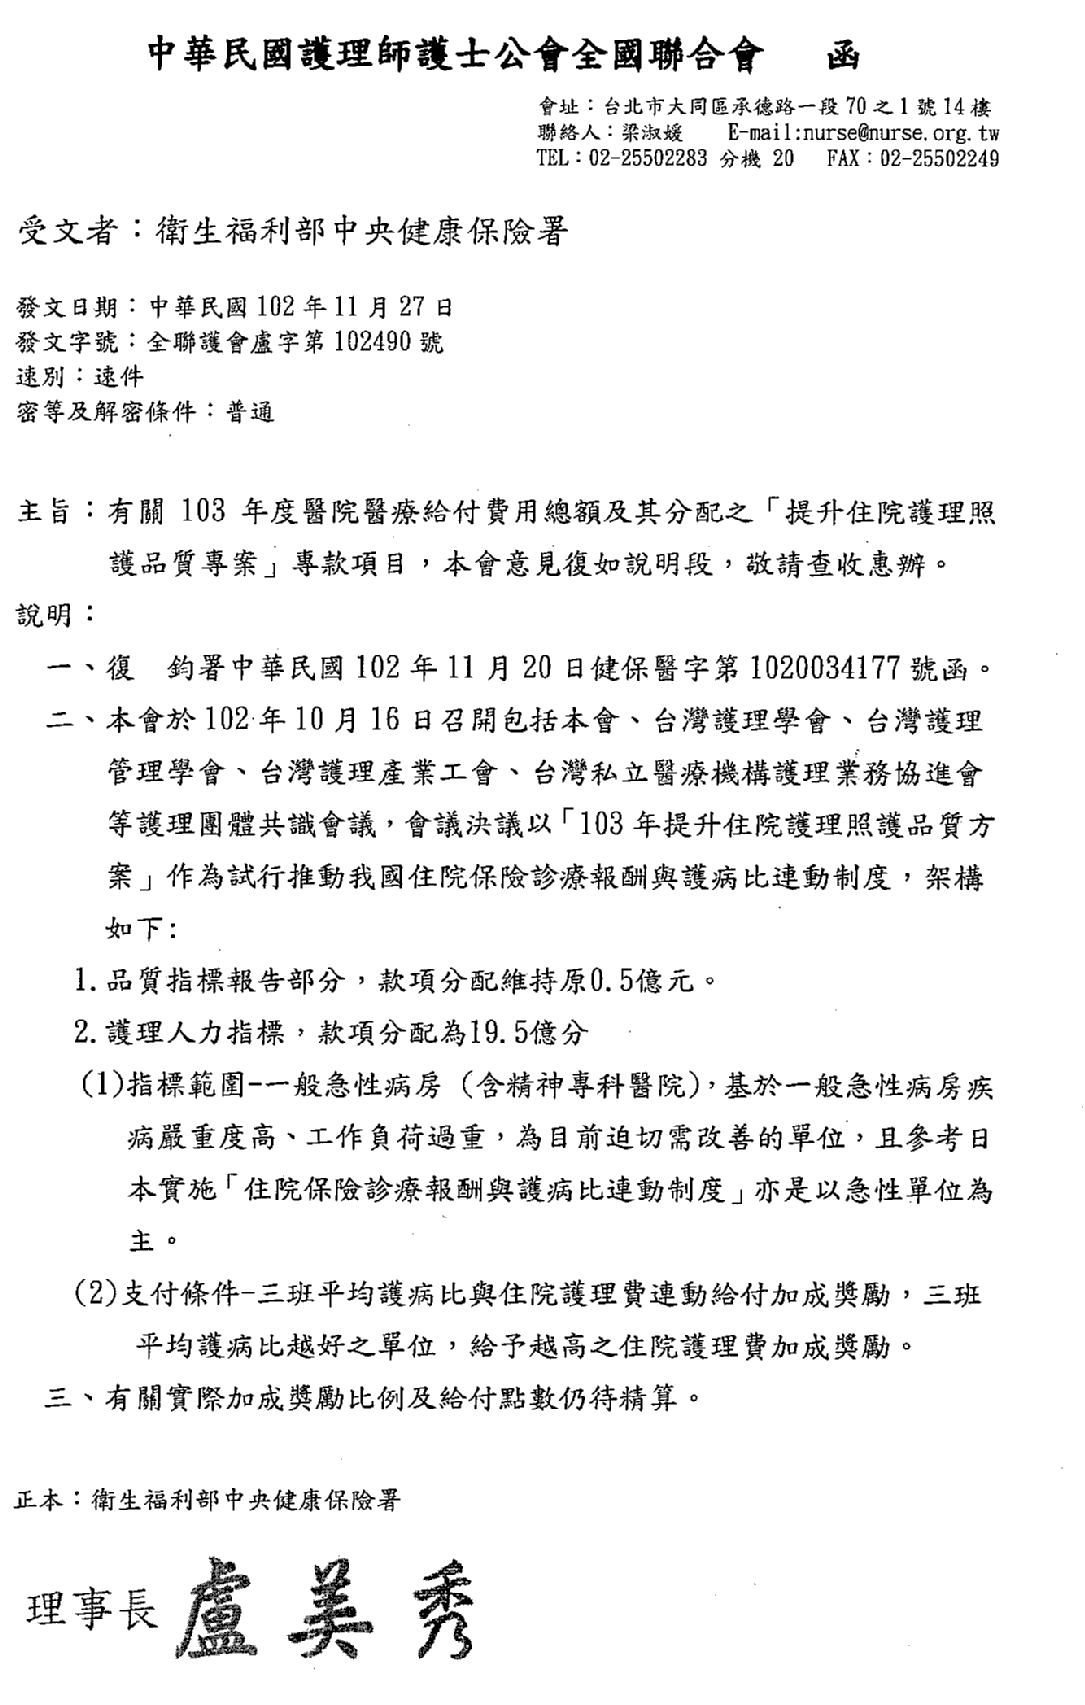 中華民國護理師護士公會全國聯合會　函
會址：台北市大同區承德路一段70之1號14樓
聯絡人：梁淑媛　E-mail:nurse@nurse.org.tw
TEL：02-25502283 分機 20　FAX：02-25502249
受文者：衛生福利部中央健康保險署
發文日期：中華民國102年11月27日
發文字號：全聯護會盧字第102490號
速別：速件
密等及解密條件：普通
主旨：有關 103 年度醫院醫療給付費用總額及其分配之「提升住院護理照
護品質專案」專款項目，本會意見復如說明段，敬請查收惠辦。
說明：
一、復　鈞署中華民國102年11月20日健保醫字第1020034177號函。
二、本會於102年10月16日召開包括本會、台灣護理學會、台灣護理
管理學會、台灣護理產業工會、台灣私立醫療機構護理業務協進會
等護理團體共識會議，會議決議以「103年提升住院護理照護品質方
案」作為試行推動我國住院保險診療報酬與護病比連動制度，架構
如下:
1.品質指標報告部分，款項分配維持原0.5億元。
2.護理人力指標，款項分配為19.5億分
(1)指標範圍-一般急性病房（含精神專科醫院），基於一般急性病房疾
病嚴重度高、工作負荷過重，為目前迫切需改善的單位，且參考日
本實施「住院保險診療報酬與護病比連動制度」亦是以急性單位為
主。
(2)支付條件-三班平均護病比與住院護理費連動給付加成獎勵，三班
平均護病比越好之單位，給予越高之住院護理費加成獎勵。
三、有關實際加成獎勵比例及給付點數仍待精算。
正本：衛生福利部中央健康保險署
理事長 盧美秀